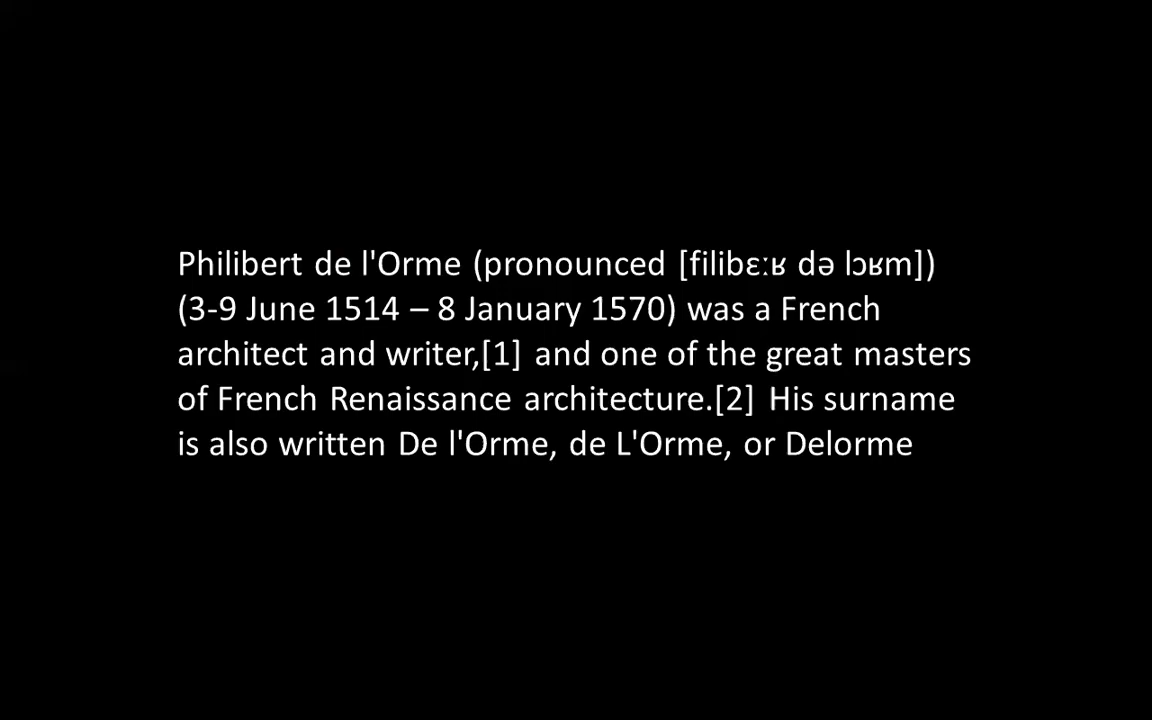 Philibert de l'Orme (pronounced [filibɛːʁ də lɔʁm])
(3-9 June 1514 – 8 January 1570) was a French
architect and writer,[1] and one of the great masters
of French Renaissance architecture.[2] His surname
is also written De l'Orme, de L'Orme, or Delorme